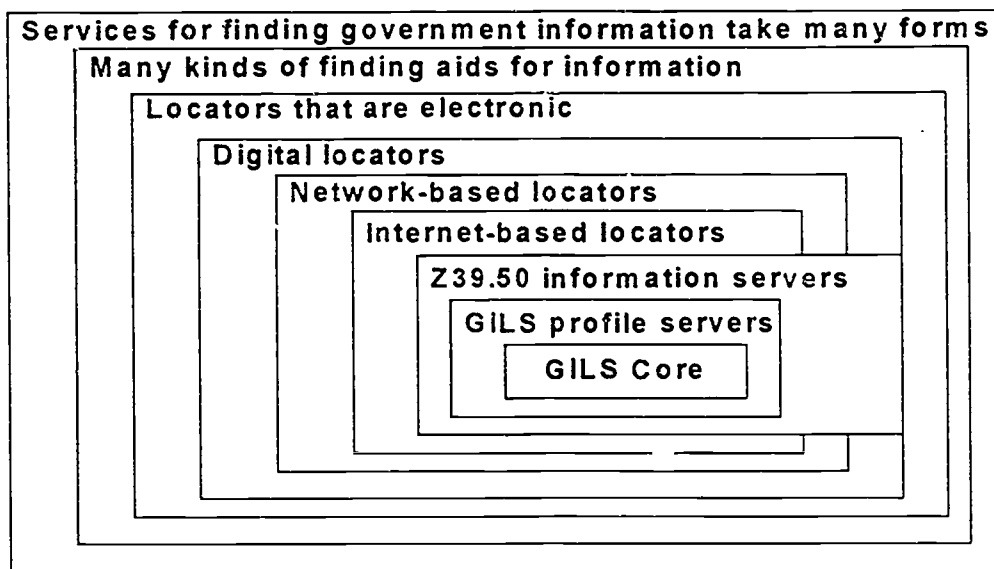 Services for finding government information take many forms
Many kinds of finding aids for information
Locators that are electronic
Digital locators
Network-based locators
Internet-based locators
Z39.50 information servers
GILS profile servers
GILS Core